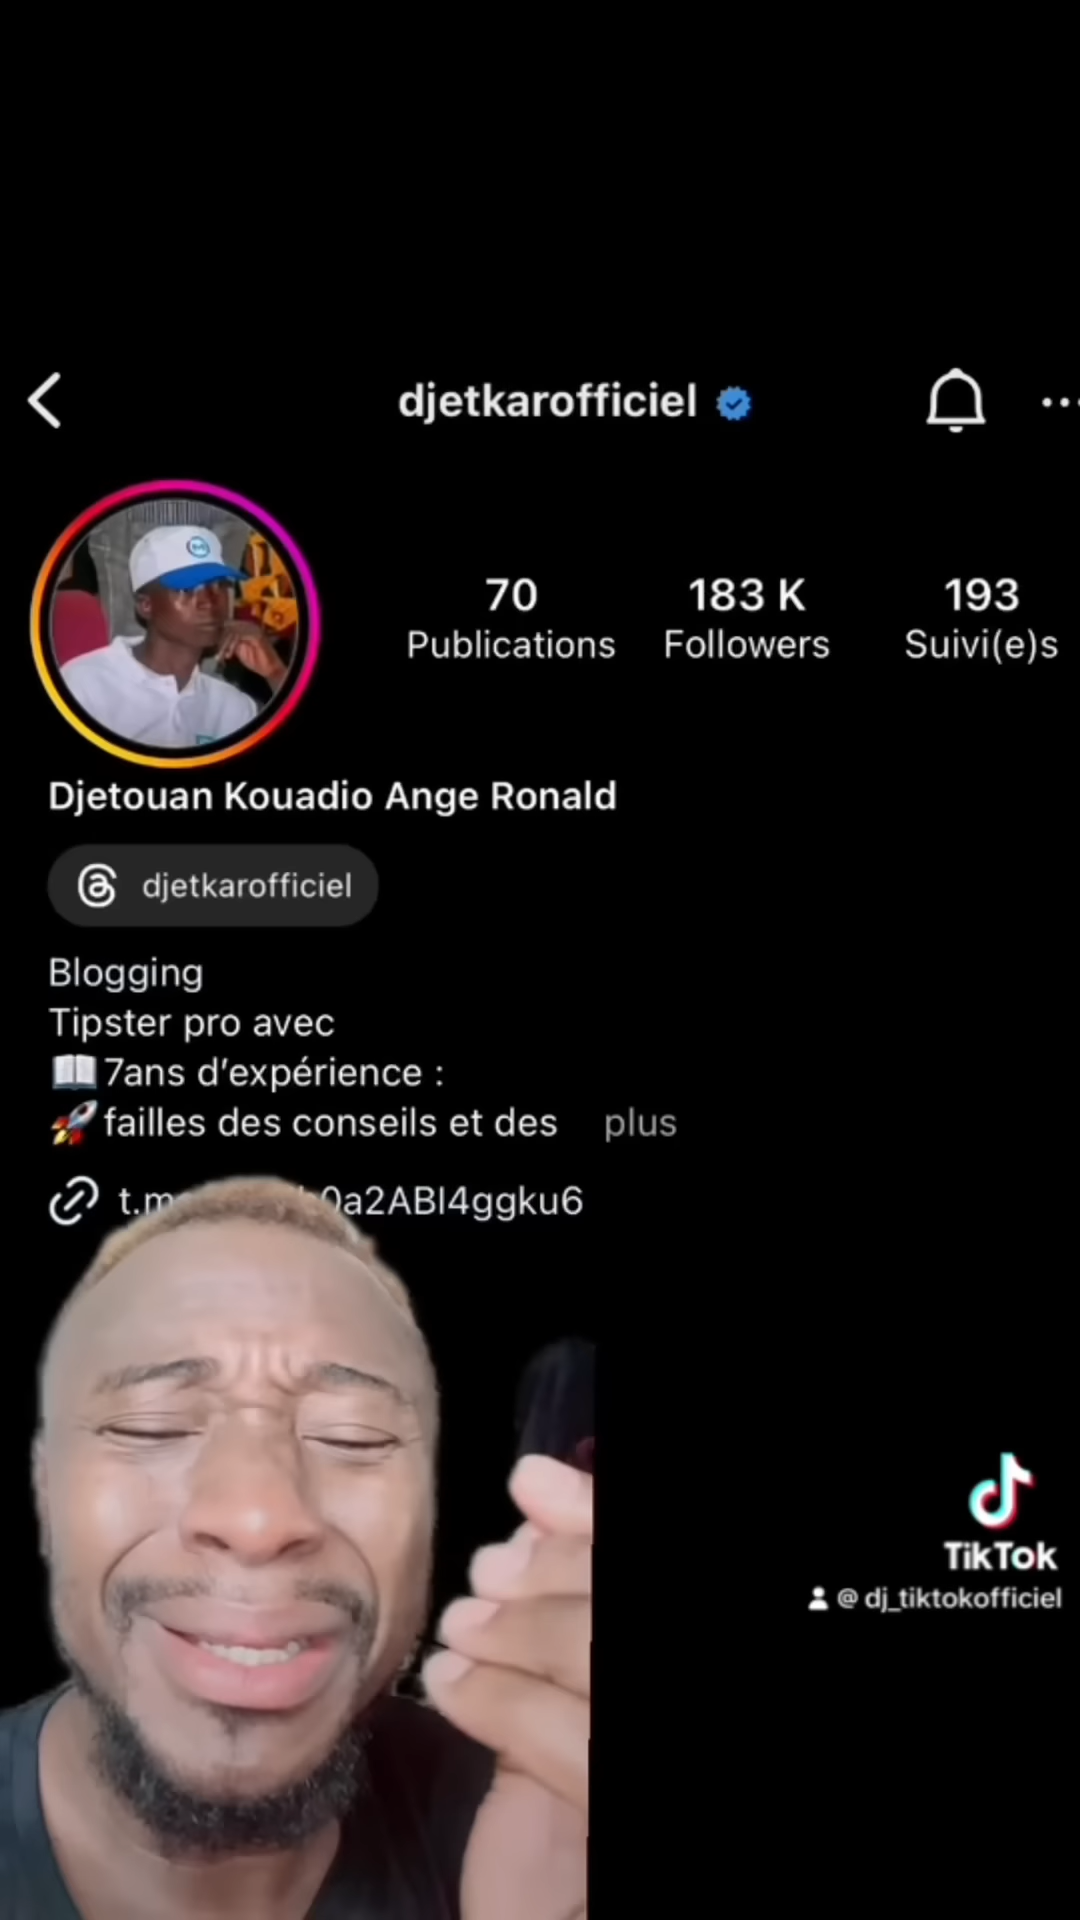 djetkarofficiel
70
183 K
193
Publications
Followers
Suivi(e)s
Djetouan Kouadio Ange Ronald
djetkarofficiel
Blogging
Tipster pro avec
📖7ans d’expérience :
🚀failles des conseils et des plus
TikTok
@ dj_tiktokofficiel